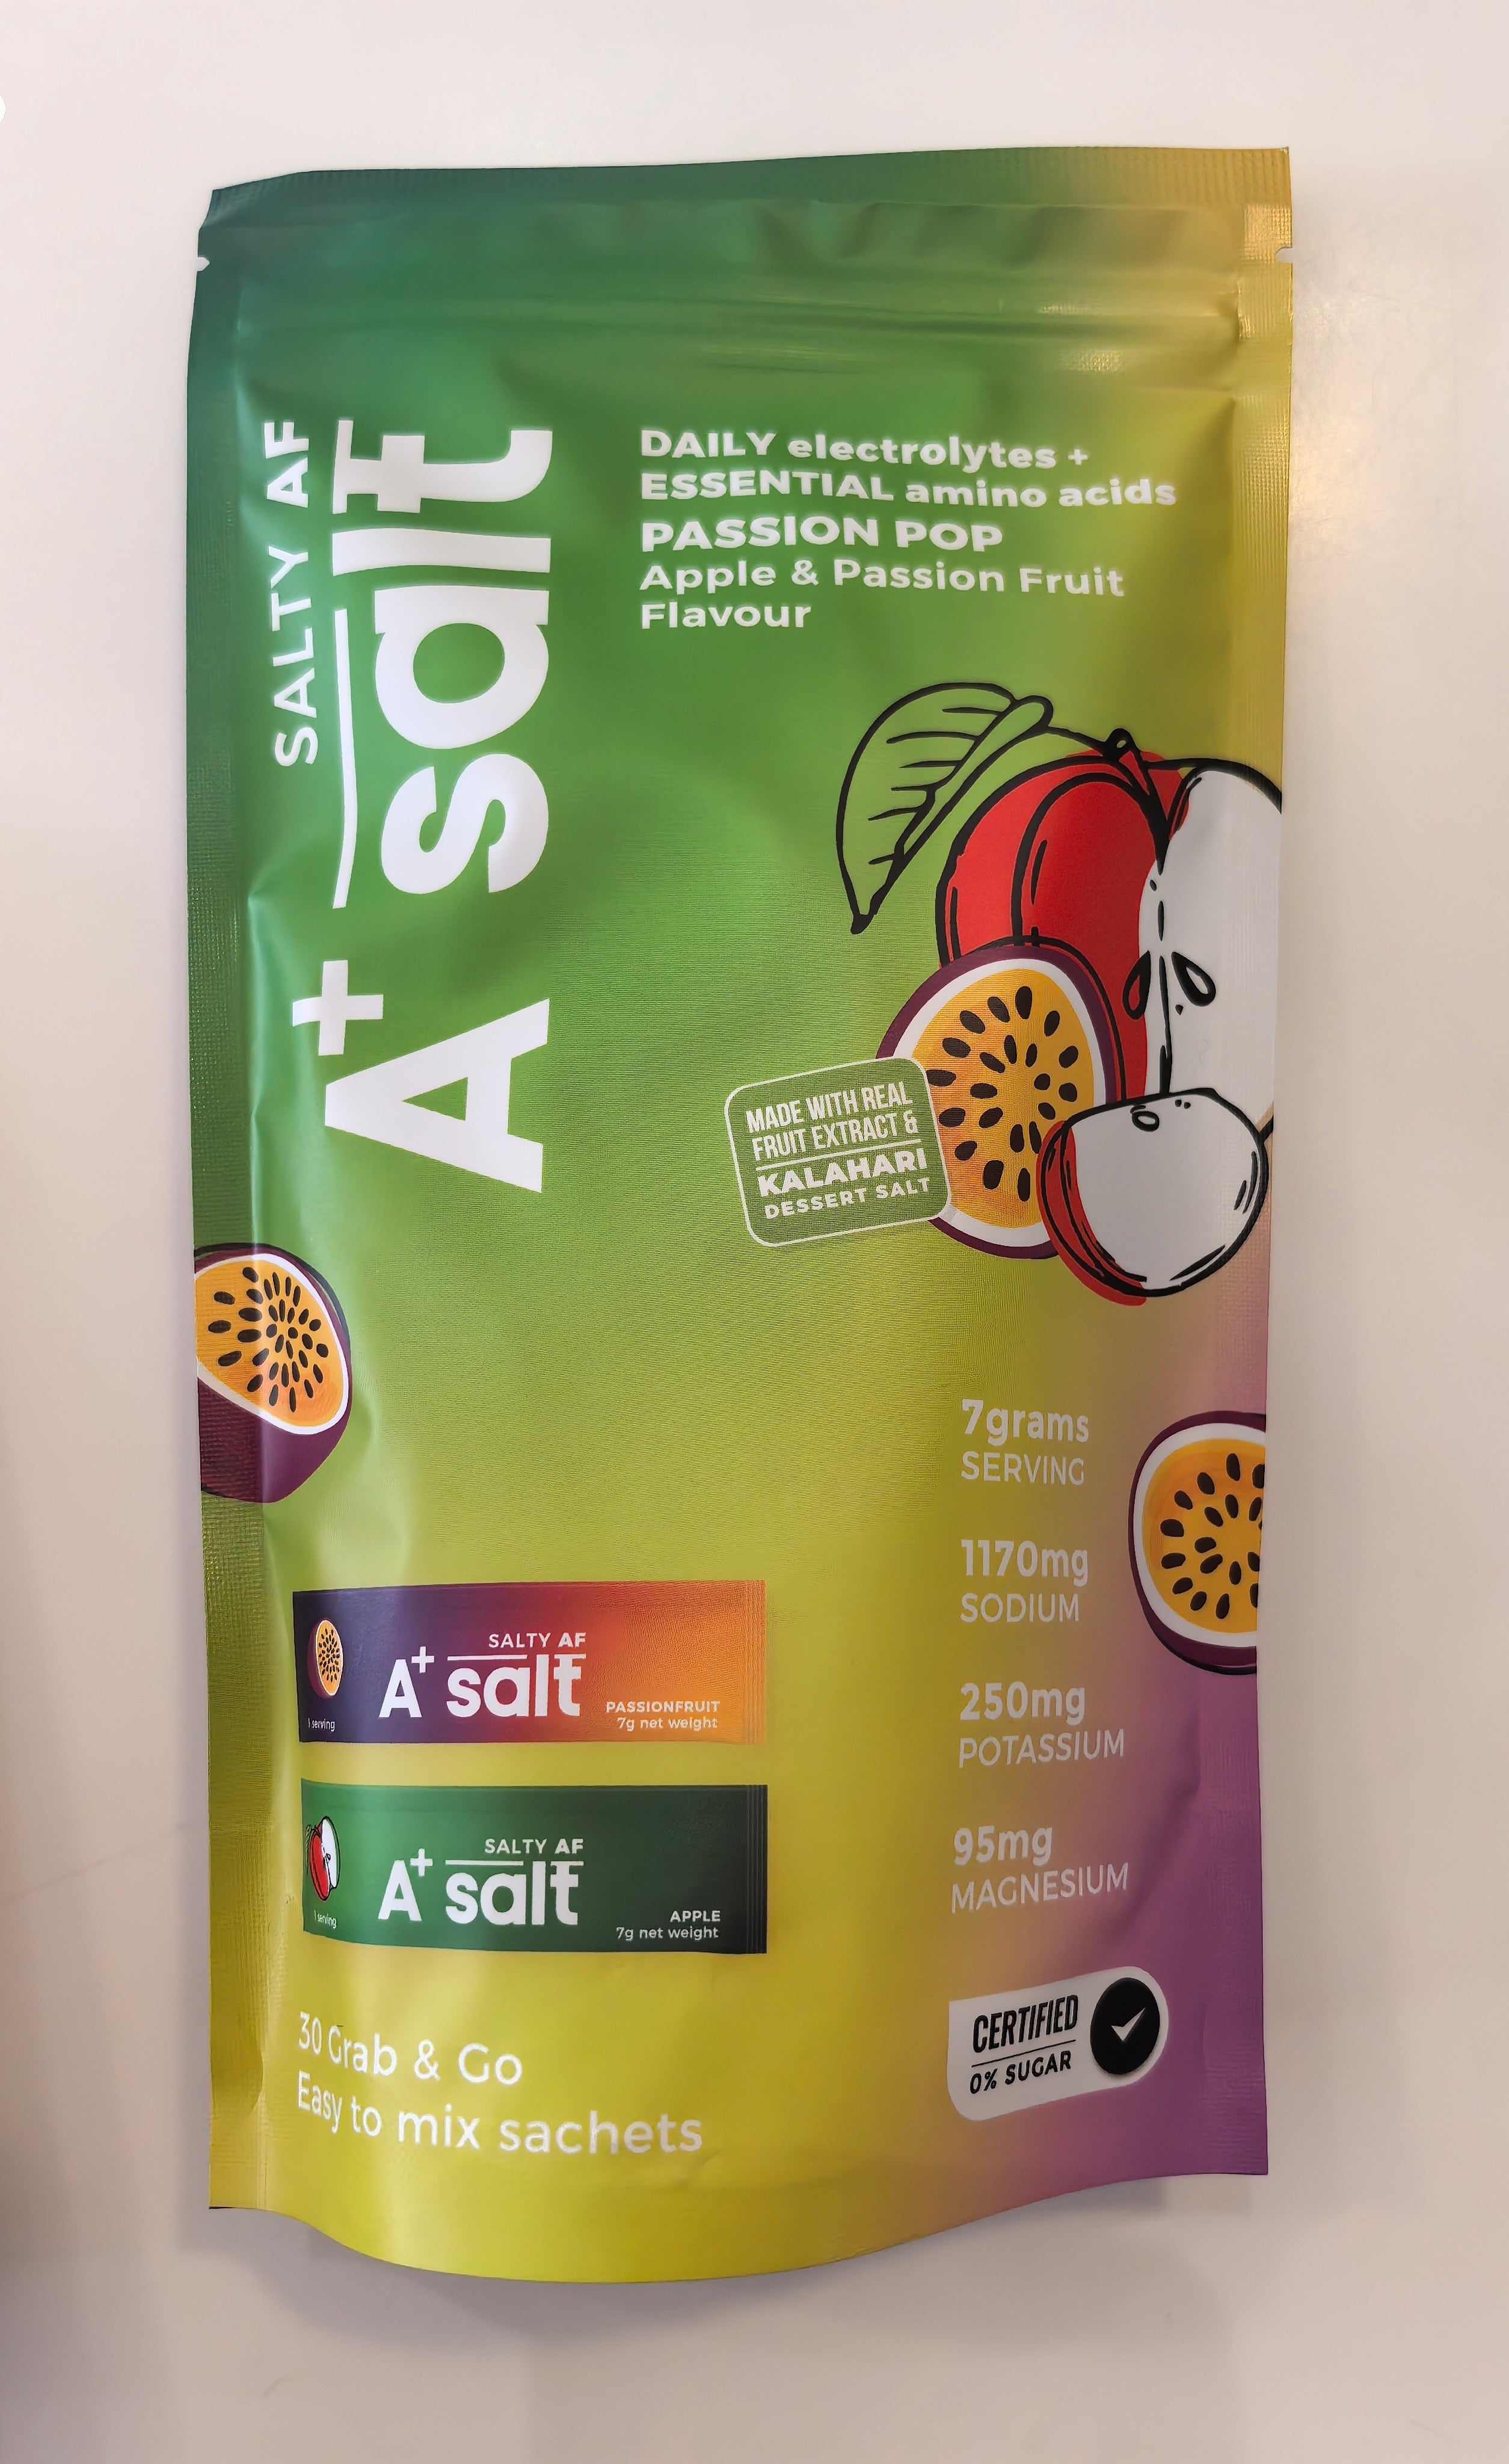 SALTY AF
A+ salt
DAILY electrolytes +
ESSENTIAL amino acids
PASSION POP
Apple & Passion Fruit
Flavour
MADE WITH REAL
FRUIT EXTRACT &
KALAHARI
DESSERT SALT
7grams
SERVING
1170mg
SODIUM
250mg
POTASSIUM
95mg
MAGNESIUM
SALTY AF
A+ salt
PASSIONFRUIT
1 serving
7g net weight
SALTY AF
A+ salt
APPLE
1 serving
7g net weight
30 Grab & Go
Easy to mix sachets
CERTIFIED
0% SUGAR